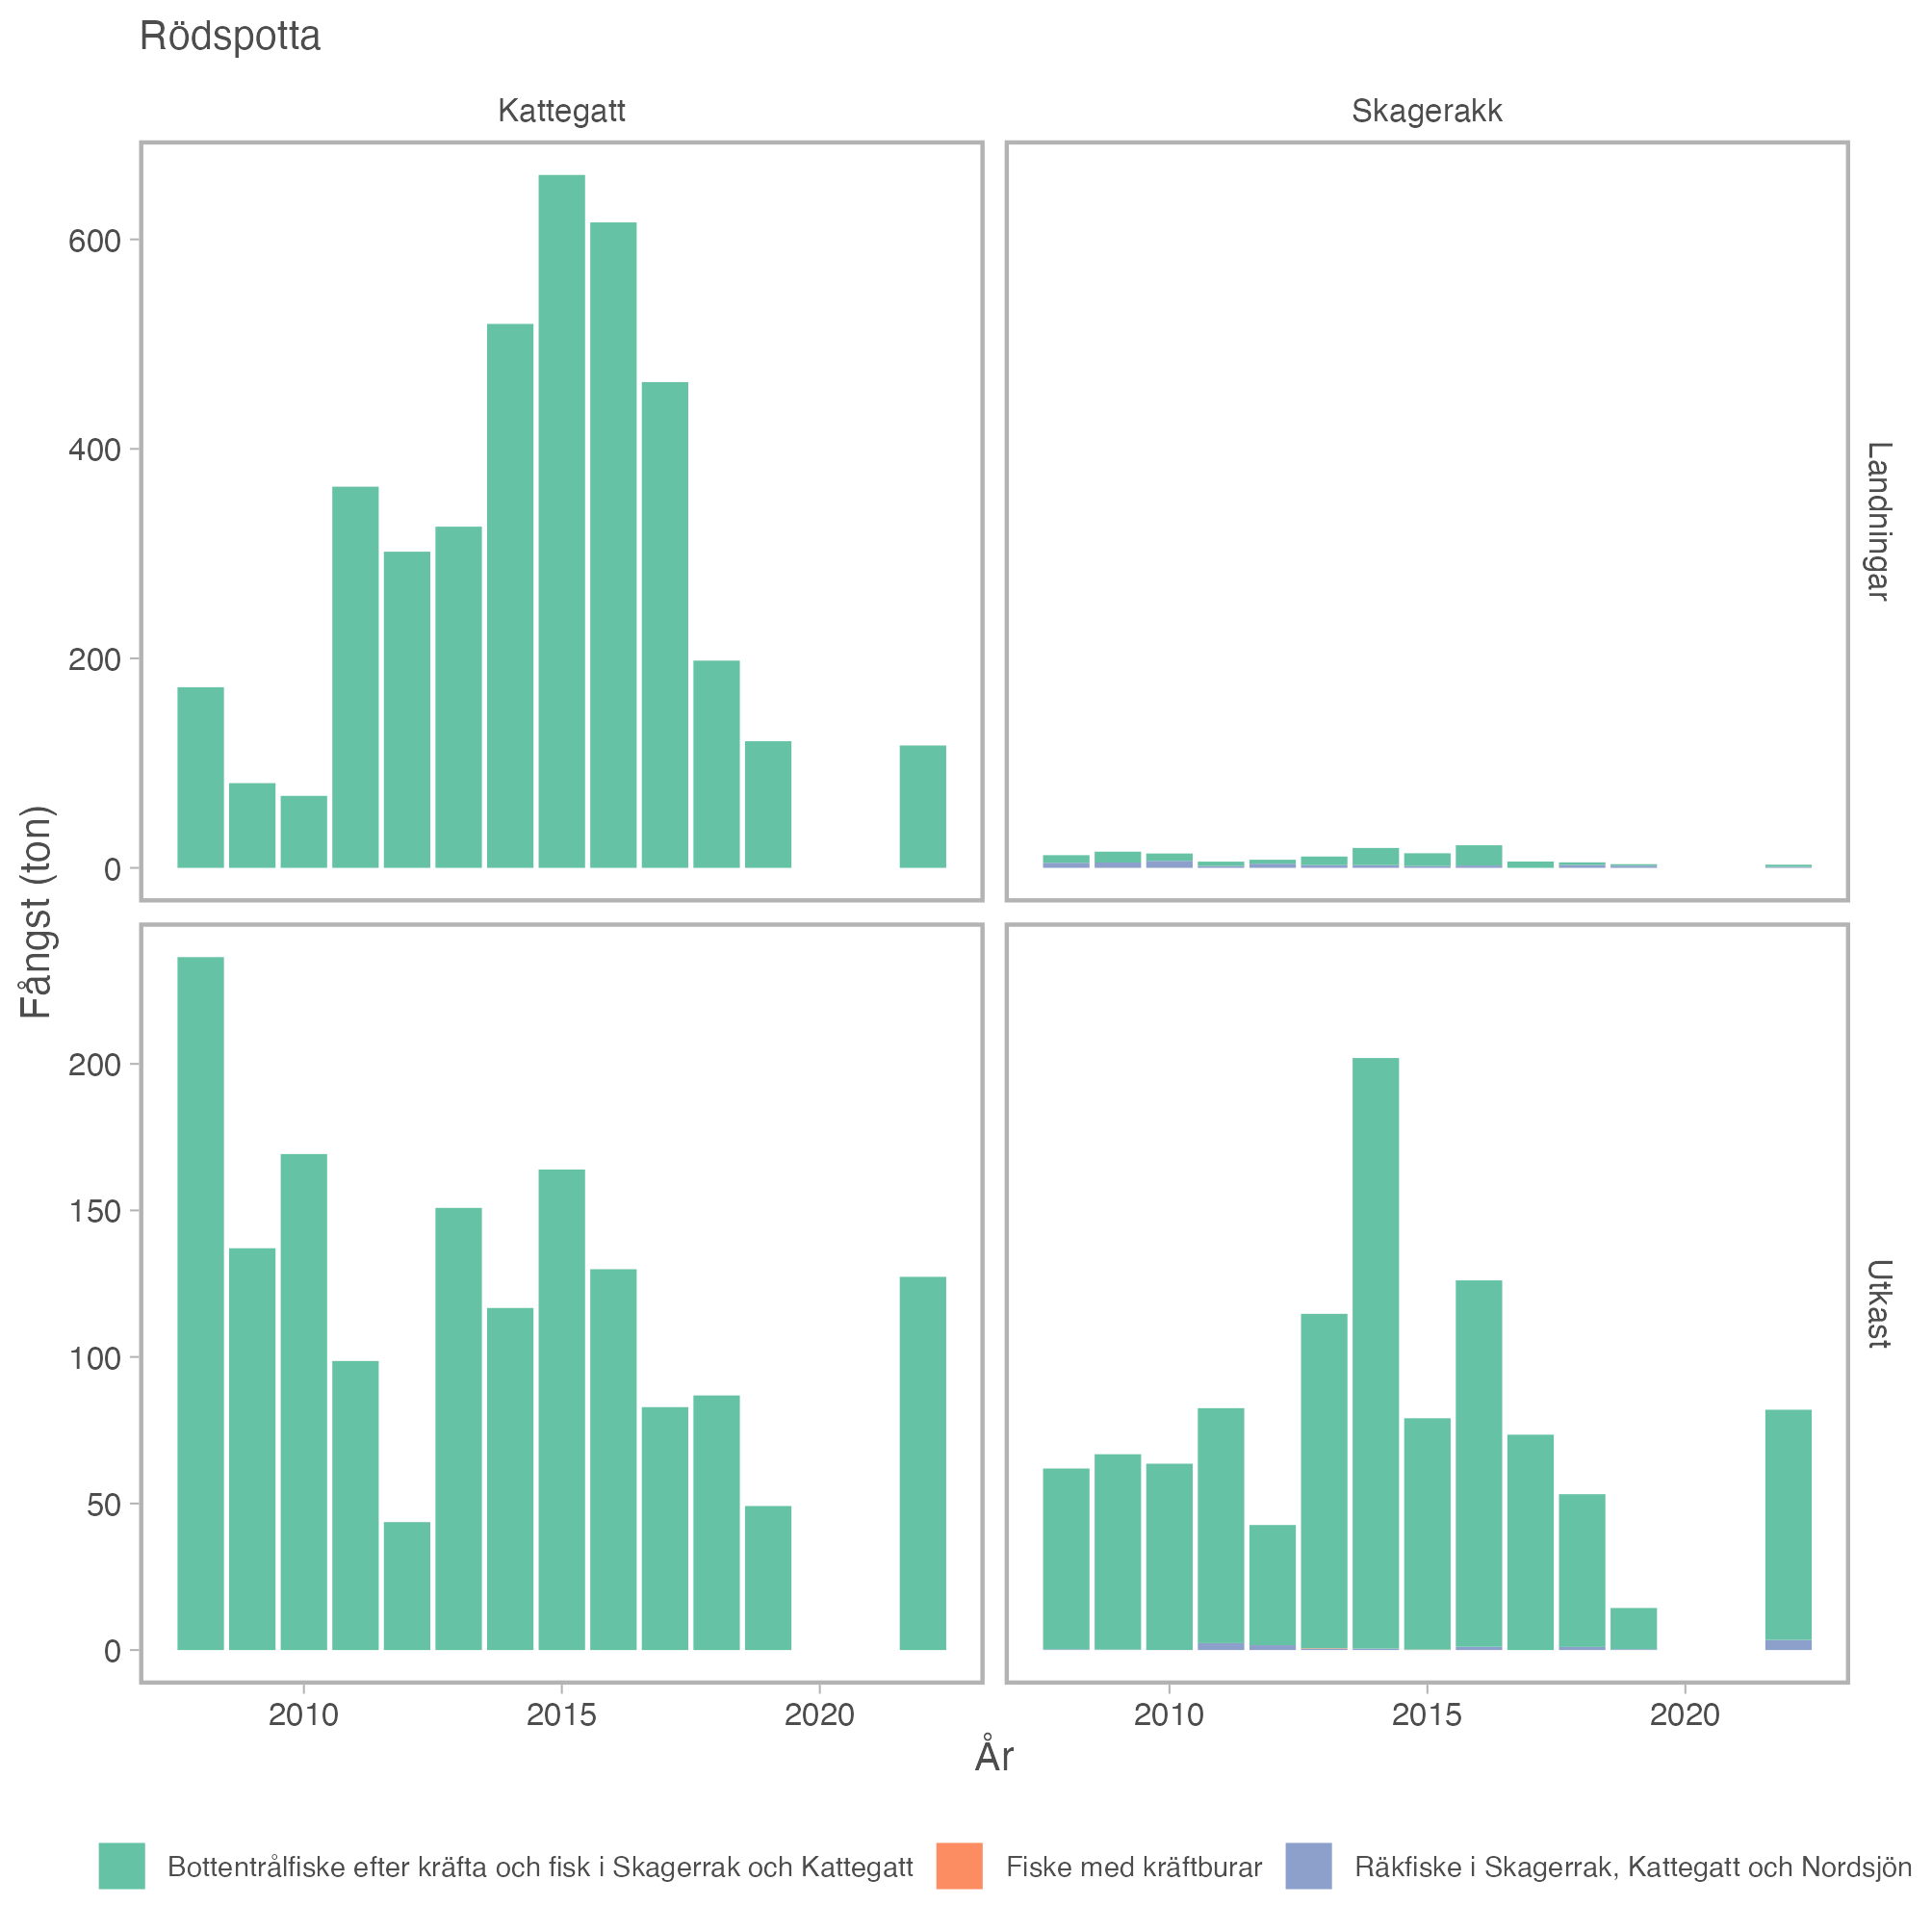 Rödspotta
Kattegatt
Skagerakk
600
400
200
0
Landningar
Fångst (ton)
200
150
100
50
0
Utkast
2010
2015
2020
2010
2015
2020
År
Bottentrålfiske efter kräfta och fisk i Skagerrak och Kattegatt
Fiske med kräftburar
Räkfiske i Skagerrak, Kattegatt och Nordsjön